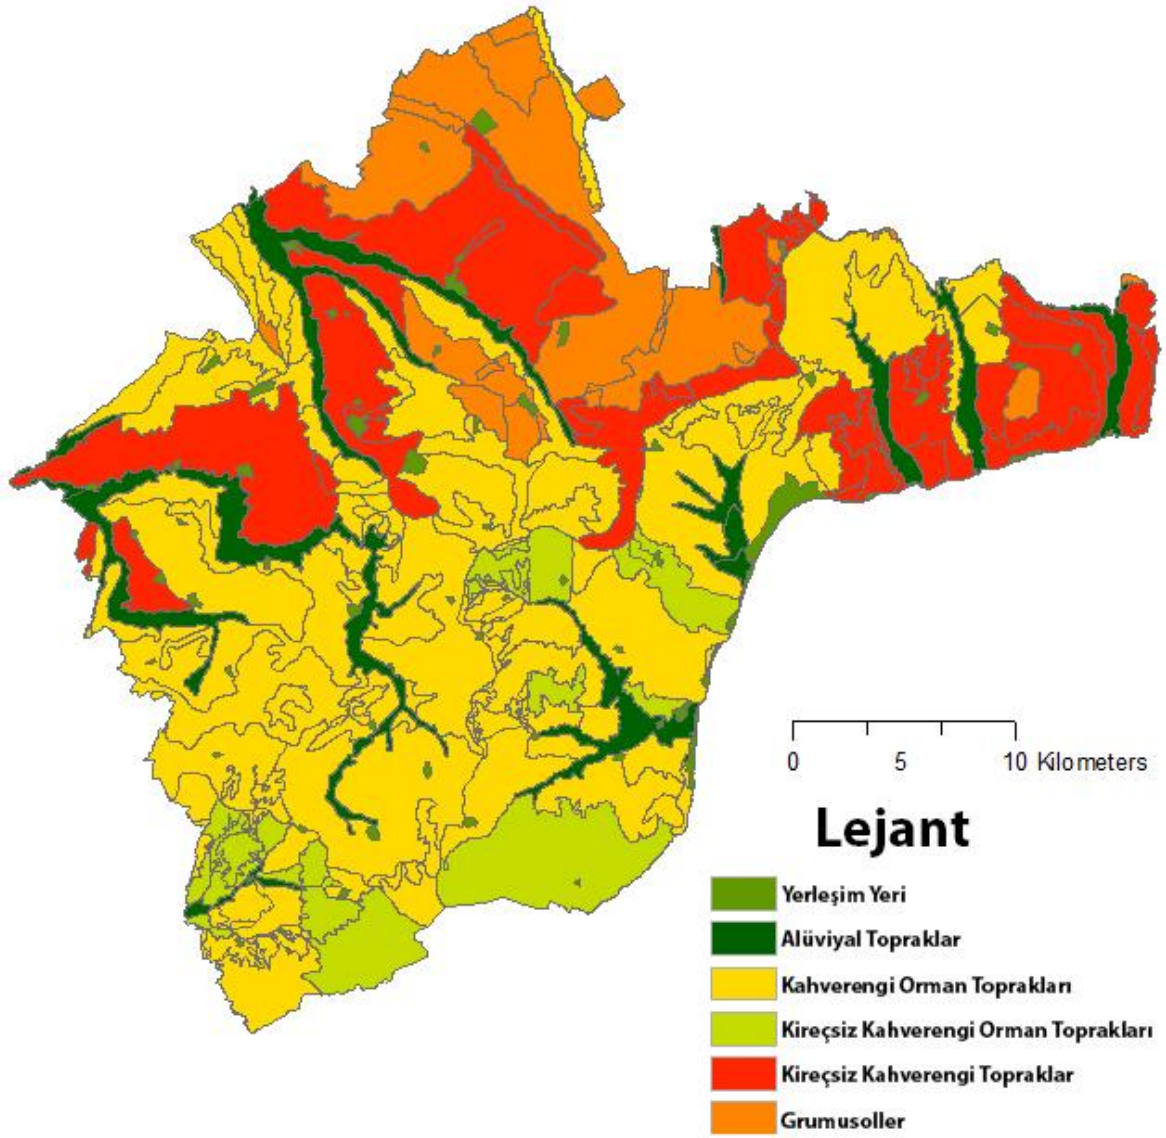 0 5 10 Kilometers
Lejant
Yerleşim Yeri
Alüviyal Topraklar
Kahverengi Orman Toprakları
Kireçsiz Kahverengi Orman Toprakları
Kireçsiz Kahverengi Topraklar
Grumusoller